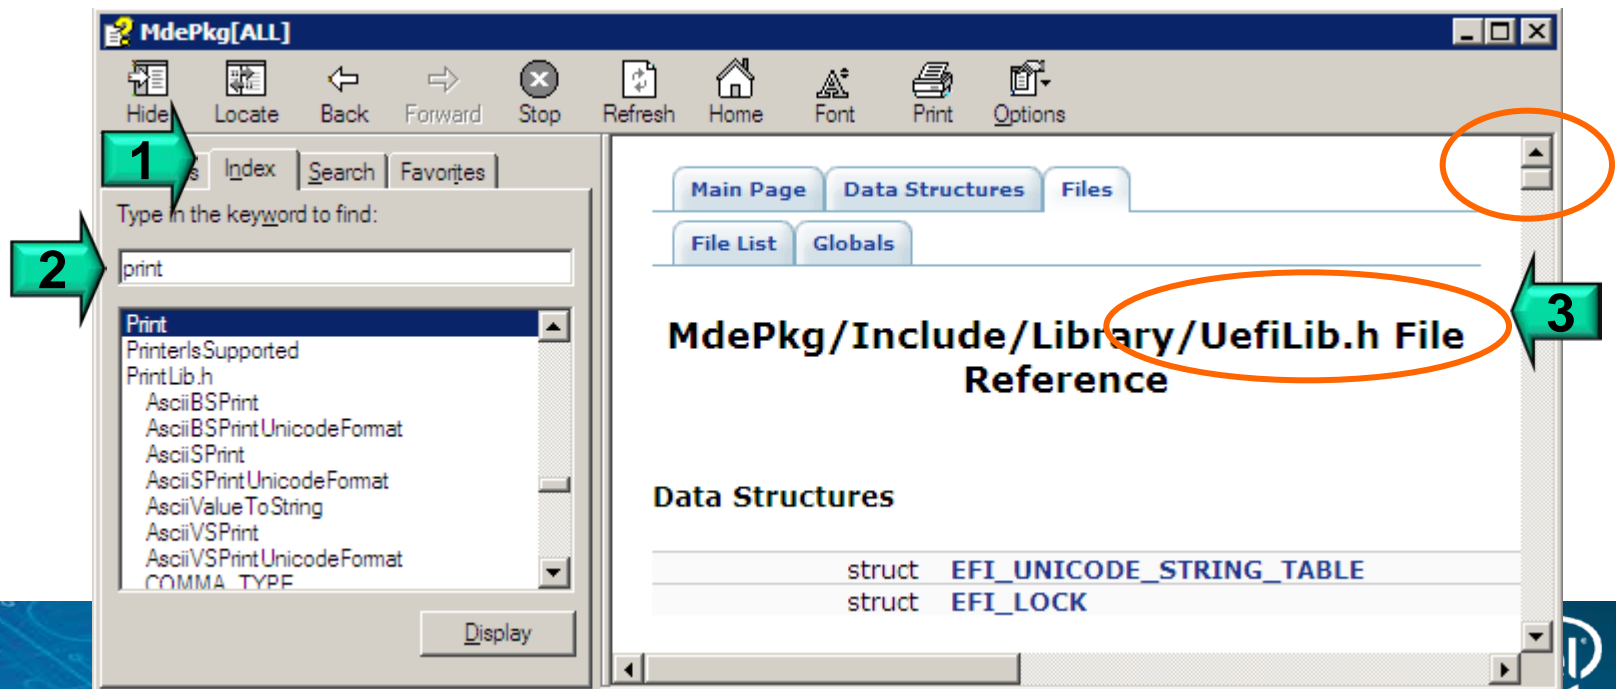 MdePkg[ALL]
Hide Locate Back Forward Stop Refresh Home Font Print Options
1
s Index Search Favorites
Type in the keyword to find:
2
print
Print
PrinterIsSupported
PrintLib.h
AsciiBSPrint
AsciiBSPrintUnicodeFormat
AsciiSPrint
AsciiSPrintUnicodeFormat
AsciiValueToString
AsciiVSPrint
AsciiVSPrintUnicodeFormat
COMMA_TYPE
Display
Main Page Data Structures Files
File List Globals
3
MdePkg/Include/Library/UefiLib.h File
Reference
Data Structures
struct EFI_UNICODE_STRING_TABLE
struct EFI_LOCK